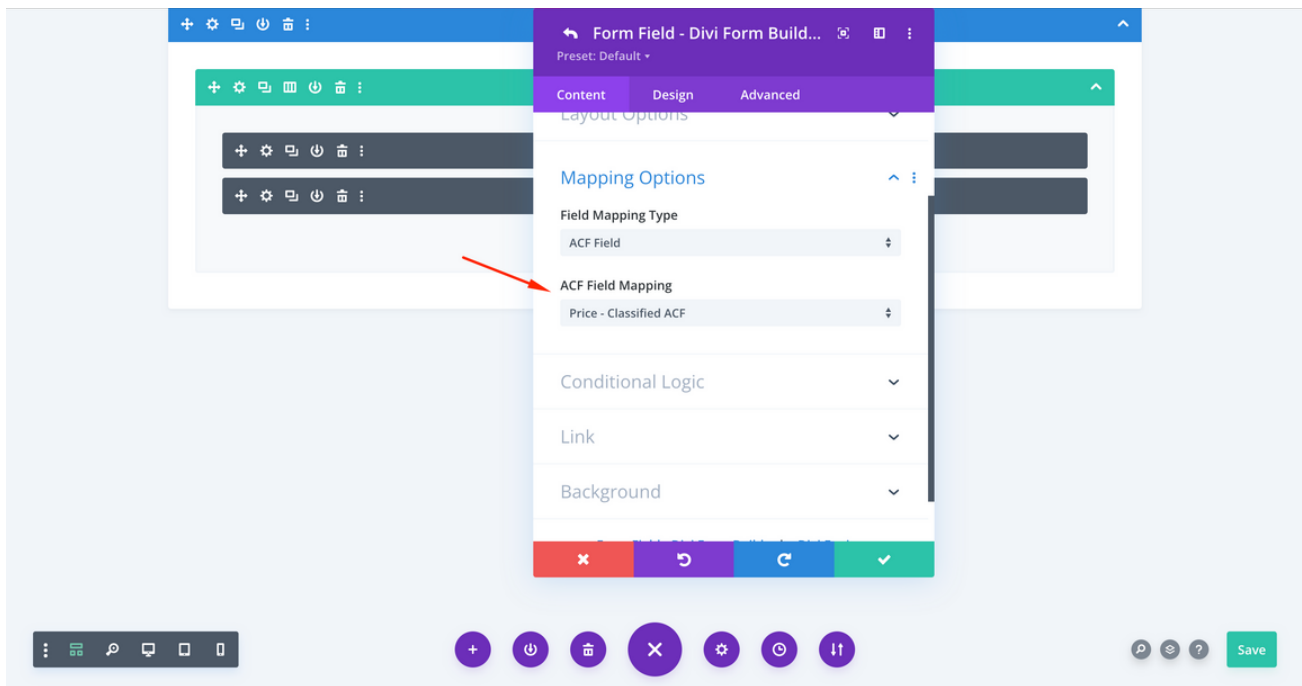 Form Field - Divi Form Build...
Preset: Default
Content Design Advanced
Layout Options
Mapping Options
Field Mapping Type
ACF Field
ACF Field Mapping
Price - Classified ACF
Conditional Logic
Link
Background
Save